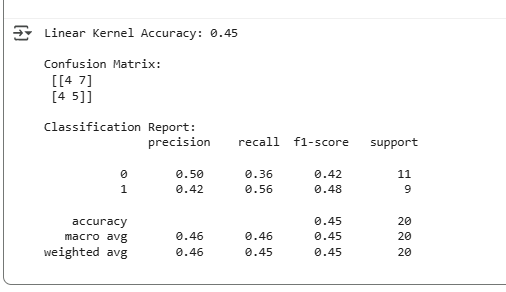 Linear Kernel Accuracy: 0.45
Confusion Matrix:
[[4 7]
[4 5]]
Classification Report:
precision recall f1-score support
0 0.50 0.36 0.42 11
1 0.42 0.56 0.48 9
accuracy 0.45 20
macro avg 0.46 0.46 0.45 20
weighted avg 0.46 0.45 0.45 20